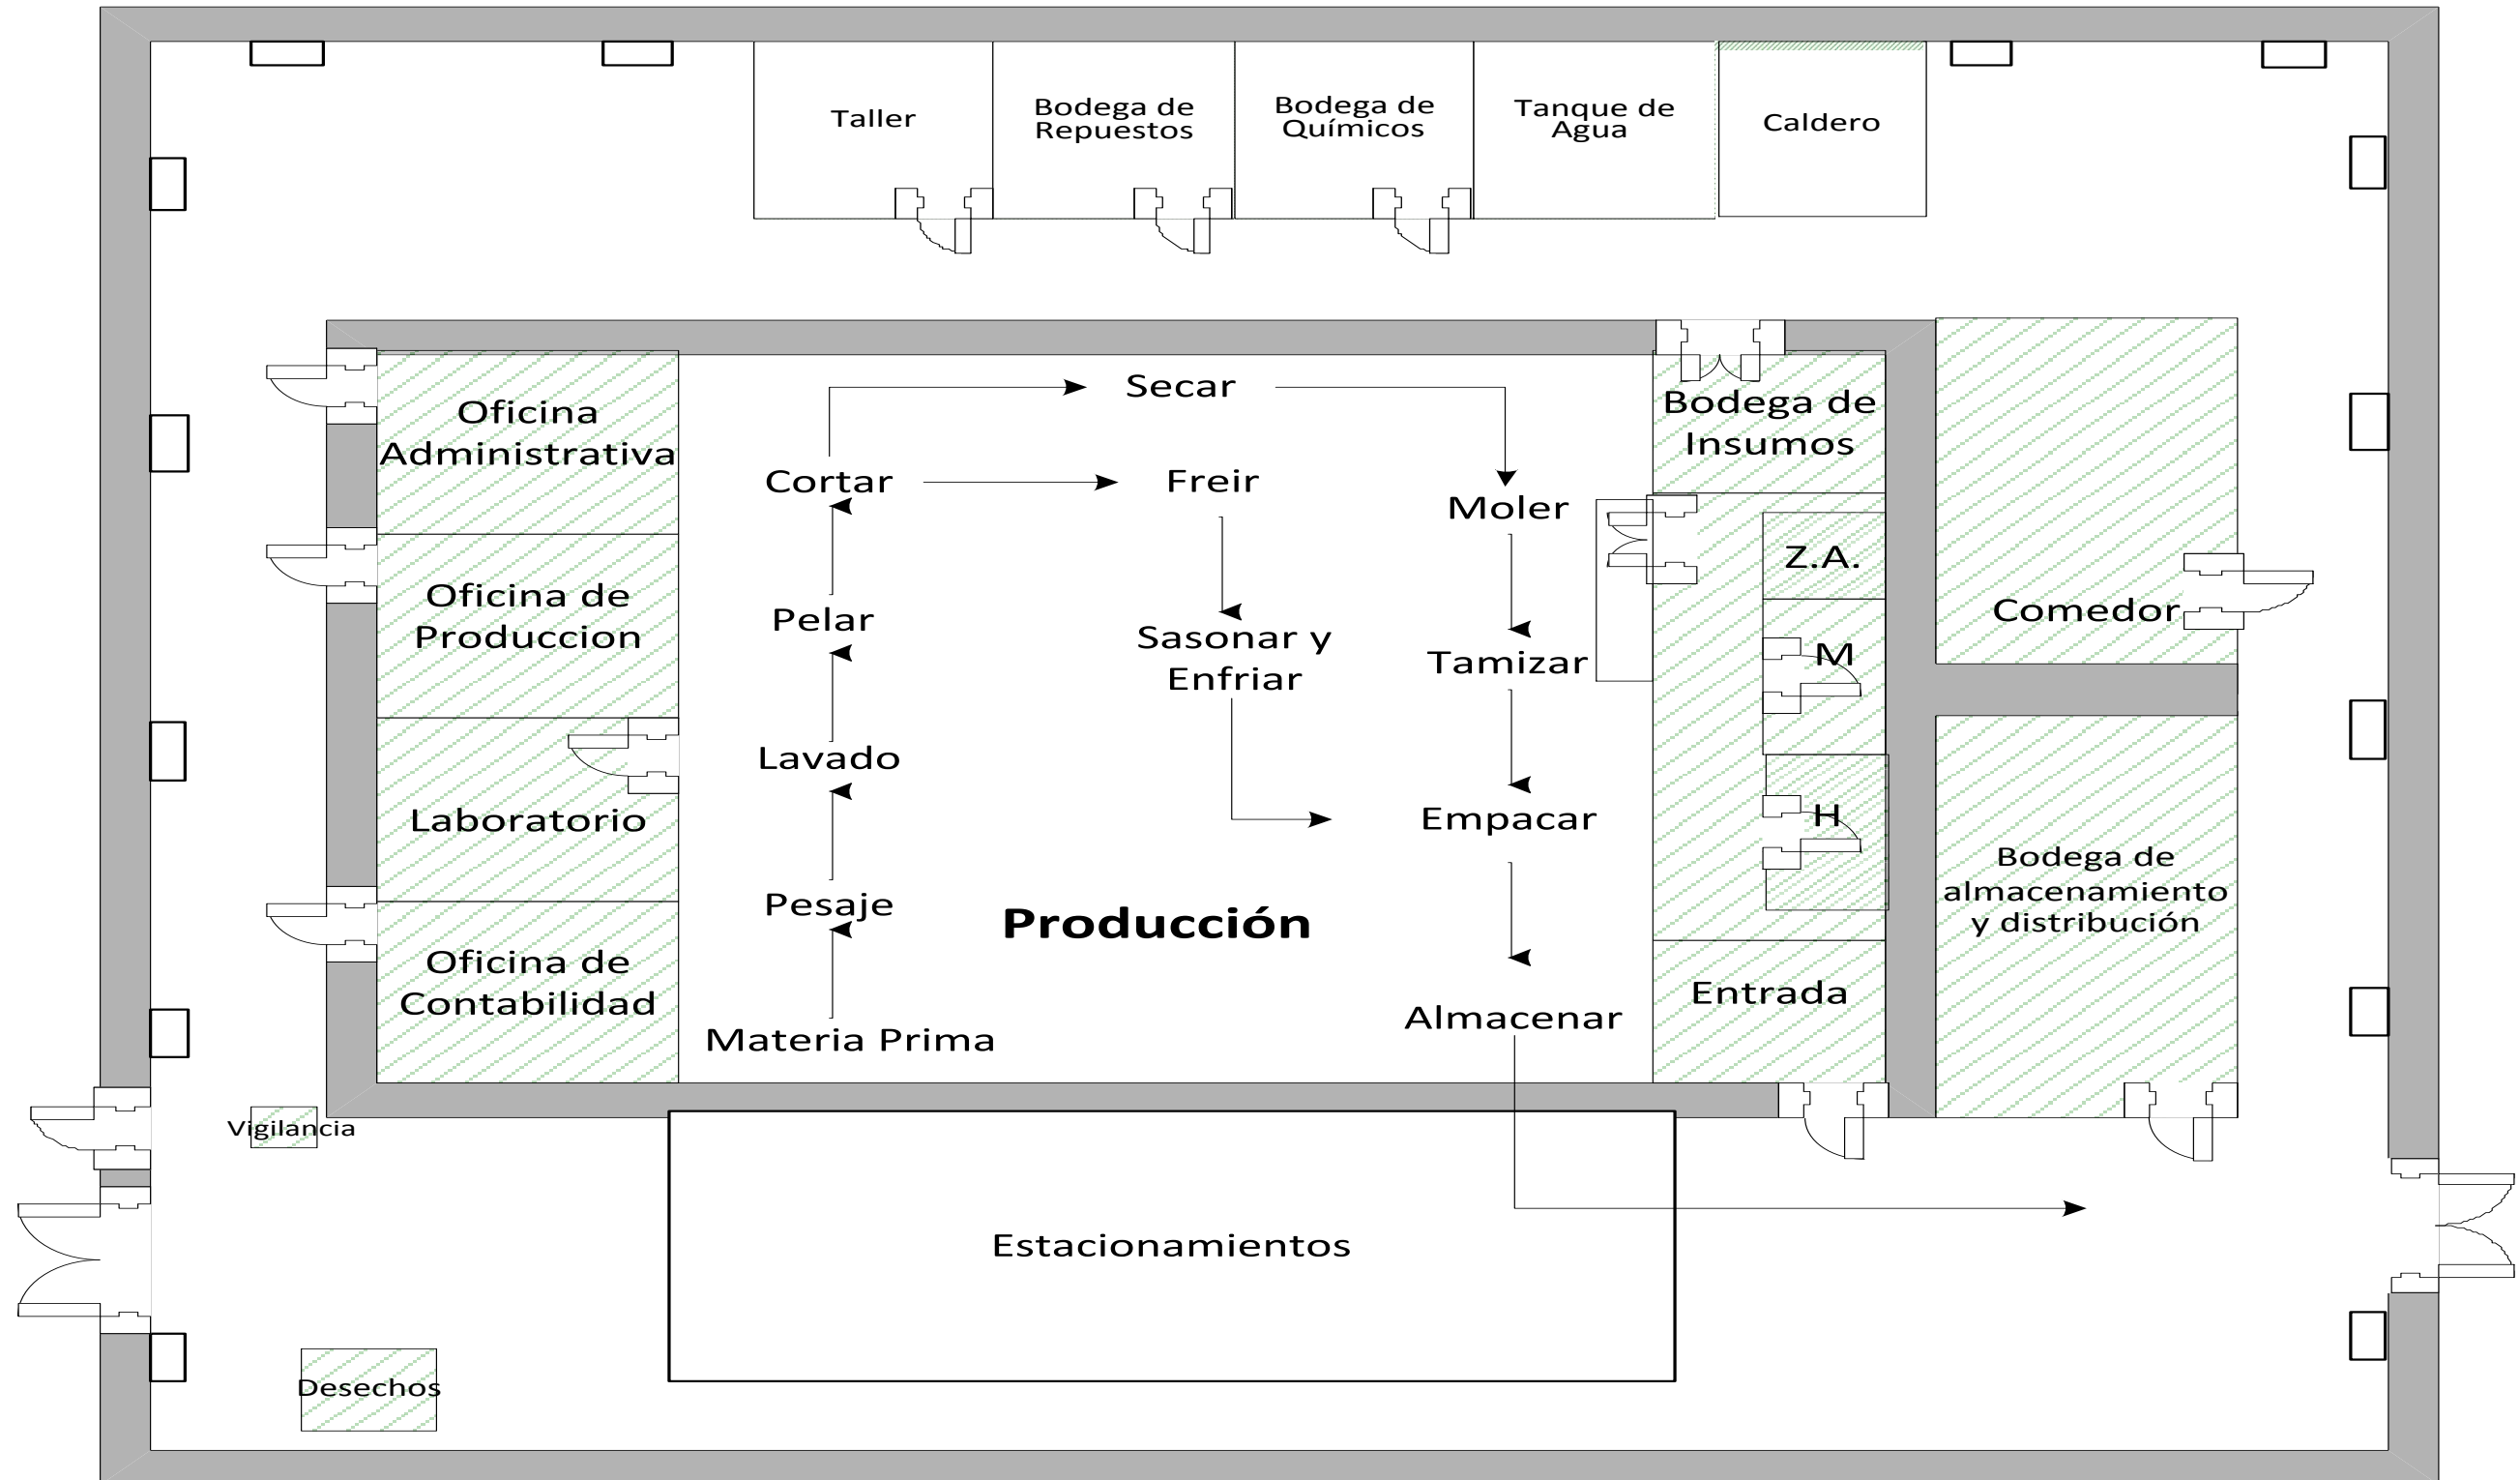 Taller
Bodega de
Repuestos
Bodega de
Químicos
Tanque de
Agua
Caldero
Oficina
Administrativa
Secar
Bodega de
Insumos
Cortar
Freir
Moler
Z.A.
Oficina de
Produccion
Pelar
Sasonar y
Enfriar
Tamizar
M
Comedor
Lavado
Laboratorio
Empacar
H
Bodega de
almacenamiento
y distribución
Pesaje
Producción
Oficina de
Contabilidad
Materia Prima
Almacenar
Entrada
Vigilancia
Estacionamientos
Desechos